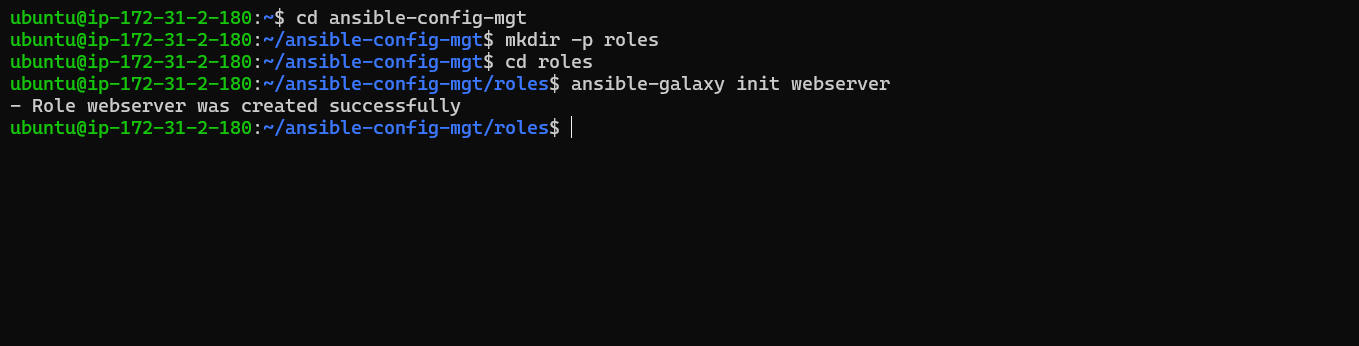 ubuntu@ip-172-31-2-180:~$ cd ansible-config-mgt
ubuntu@ip-172-31-2-180:~/ansible-config-mgt$ mkdir -p roles
ubuntu@ip-172-31-2-180:~/ansible-config-mgt$ cd roles
ubuntu@ip-172-31-2-180:~/ansible-config-mgt/roles$ ansible-galaxy init webserver
- Role webserver was created successfully
ubuntu@ip-172-31-2-180:~/ansible-config-mgt/roles$